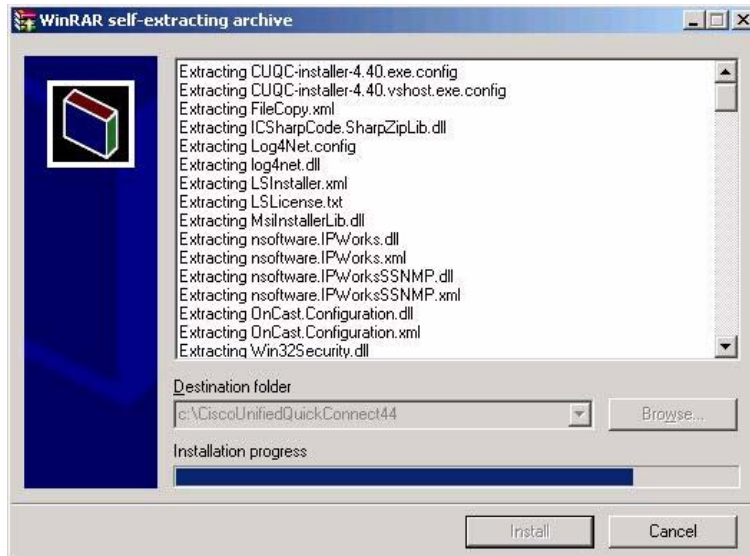 WinRAR self-extracting archive
Extracting CUQC-installer-4.40.exe.config
Extracting CUQC-installer-4.40.vshost.exe.config
Extracting FileCopy.xml
Extracting ICSharpCode.SharpZipLib.dll
Extracting Log4Net.config
Extracting log4net.dll
Extracting LSInstaller.xml
Extracting LSLicense.txt
Extracting MsiInstallerLib.dll
Extracting nsoftware.IPWorks.dll
Extracting nsoftware.IPWorks.xml
Extracting nsoftware.IPWorksSSNMP.dll
Extracting nsoftware.IPWorksSSNMP.xml
Extracting OnCast.Configuration.dll
Extracting OnCast.Configuration.xml
Extracting Win32Security.dll
Destination folder
c:\CiscoUnifiedQuickConnect44
Browse...
Installation progress
Install
Cancel